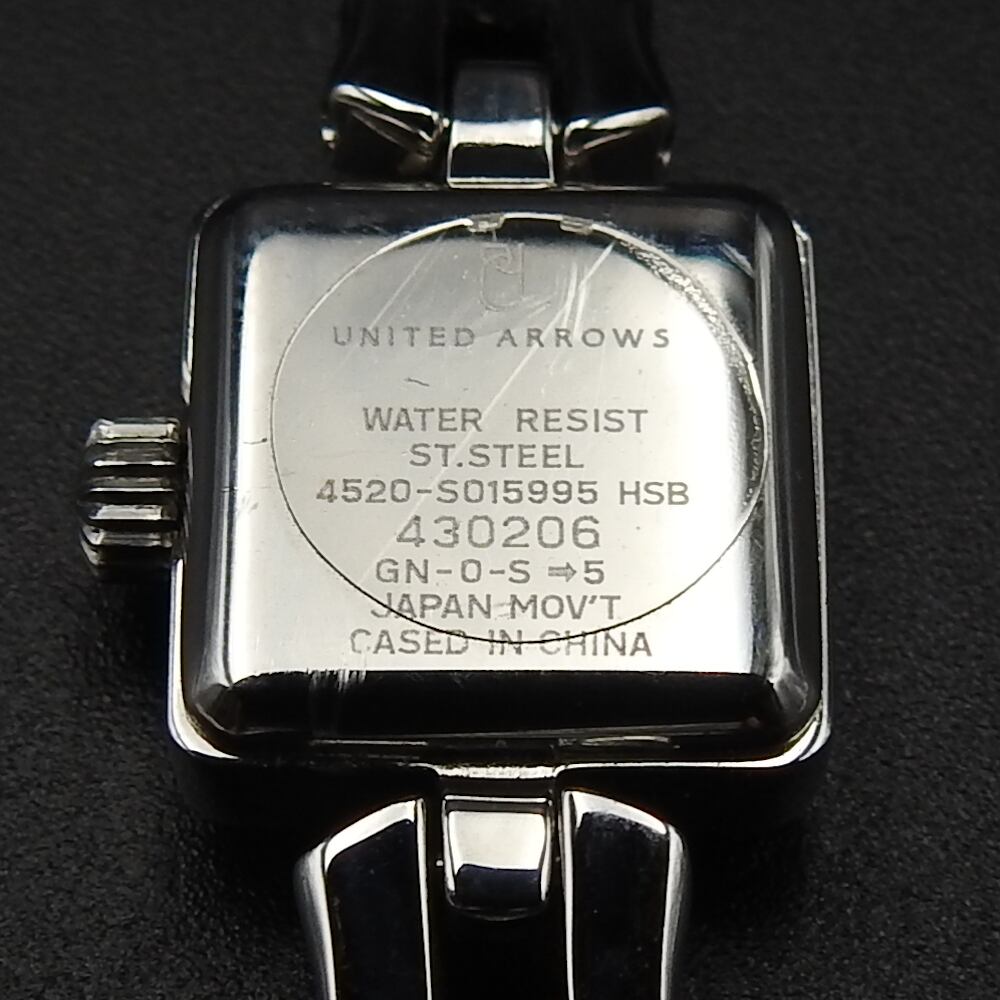 UNITED ARROWS
WATER RESIST
ST.STEEL
4520-S015995 HSB
430206
GN-0-S ⇒5
JAPAN MOV'T
CASED IN CHINA